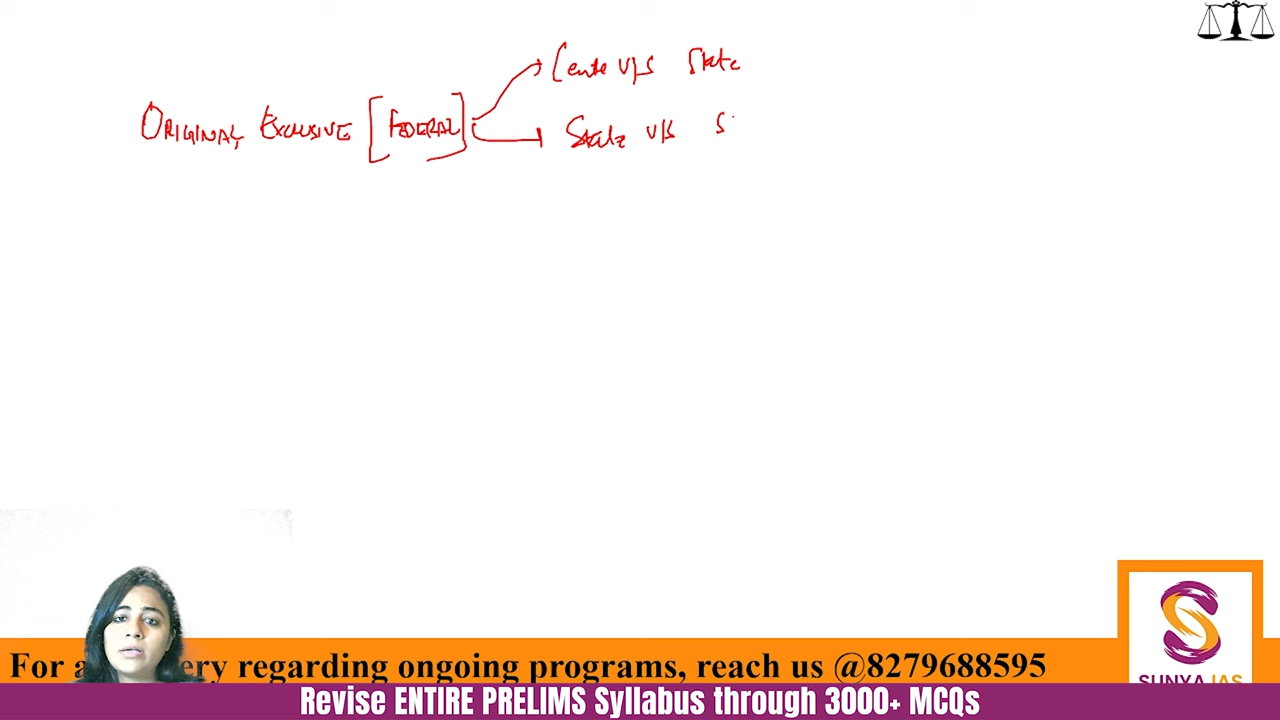 Centre v/s State
ORIGINAL, EXCLUSIVE [FEDERAL]
State v/s S
For a ery regarding ongoing programs, reach us @8279688595
SUNYA IAS
Revise ENTIRE PRELIMS Syllabus through 3000+ MCQs